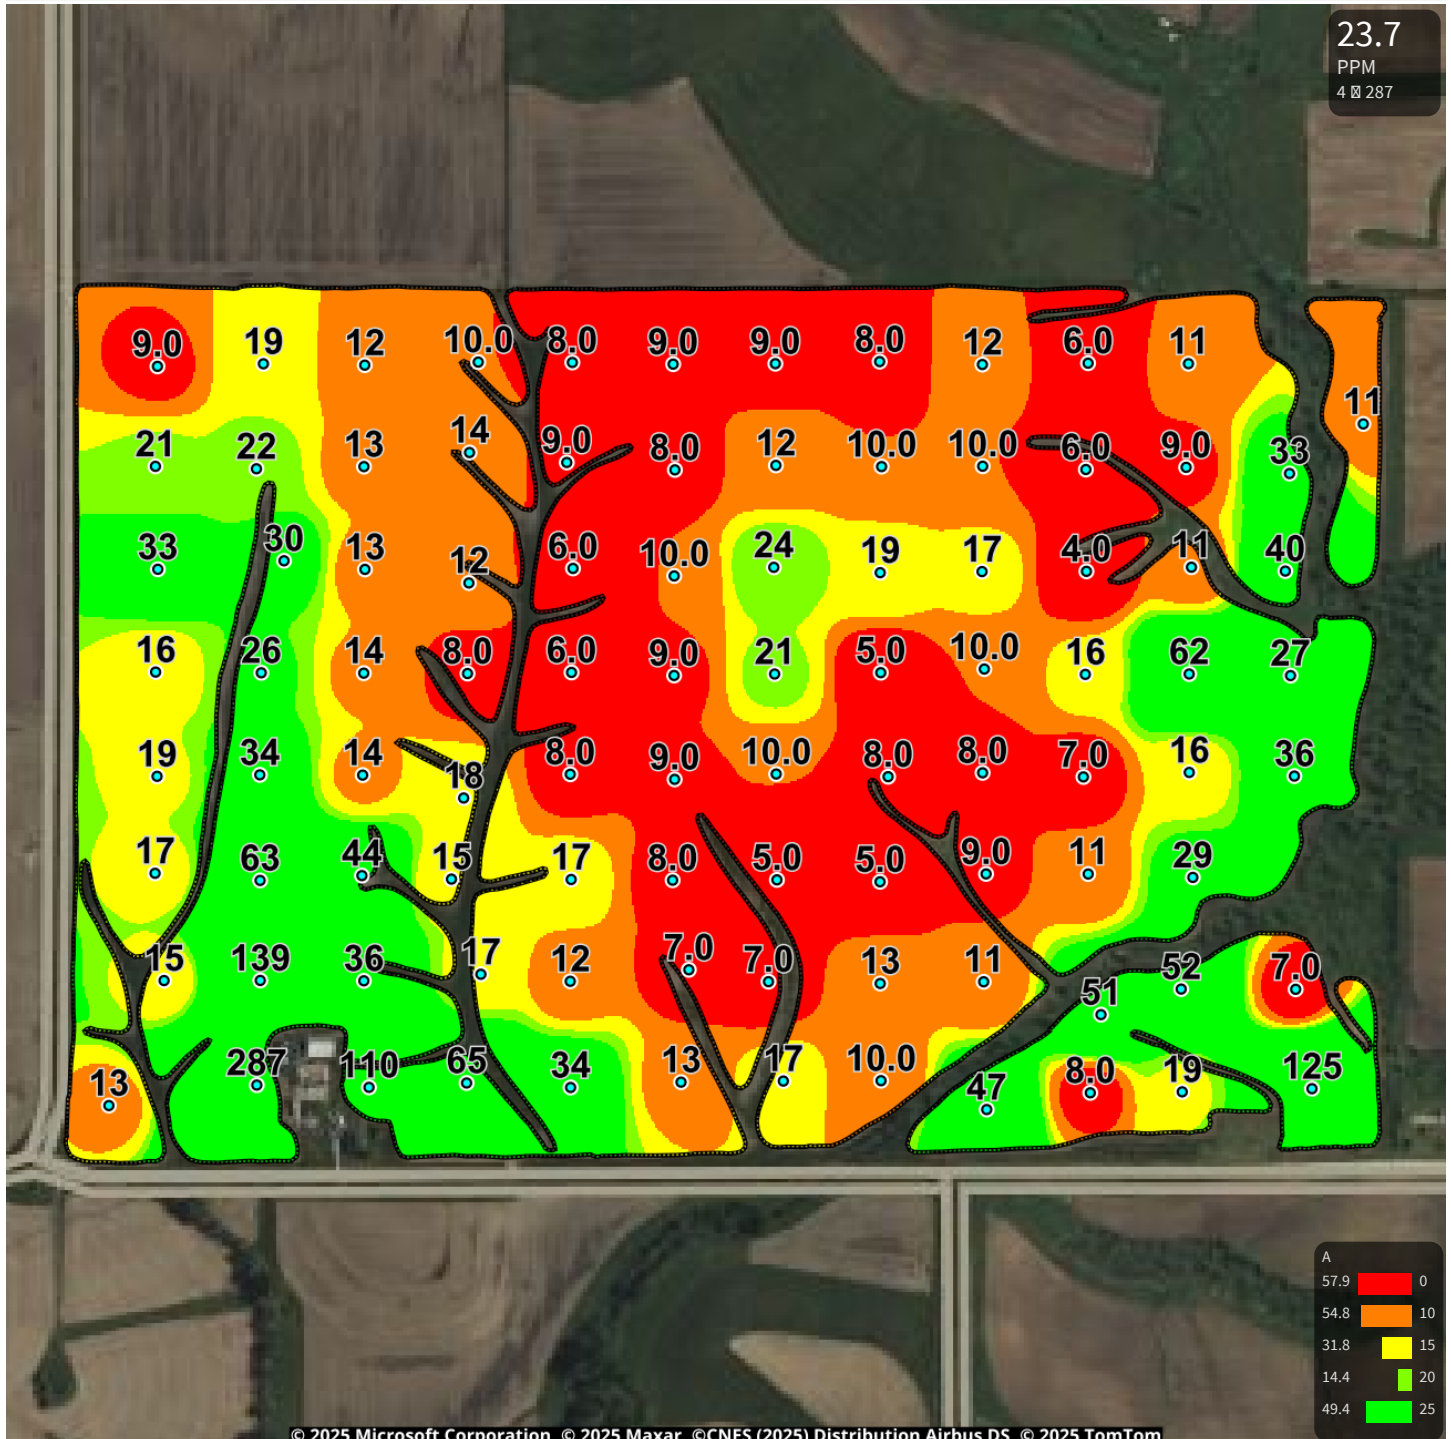 23.7
PPM
4 287
9.0 19 12 10.0 8.0 9.0 9.0 8.0 12 6.0 11
11
21 22 13 14 9.0 8.0 12 10.0 10.0 6.0 9.0 33
33 30 13 12 6.0 10.0 24 19 17 4.0 11 40
16 26 14 8.0 6.0 9.0 21 5.0 10.0 16 62 27
19 34 14 18 8.0 9.0 10.0 8.0 8.0 7.0 16 36
17 63 44 15 17 8.0 5.0 5.0 9.0 11 29
15 139 36 17 12 7.0 7.0 13 11 51 52 7.0
13 287 110 65 34 13 17 10.0 47 8.0 19 125
A
57.9 0
54.8 10
31.8 15
14.4 20
49.4 25
© 2025 Microsoft Corporation, © 2025 Maxar, ©CNES (2025) Distribution Airbus DS, © 2025 TomTom